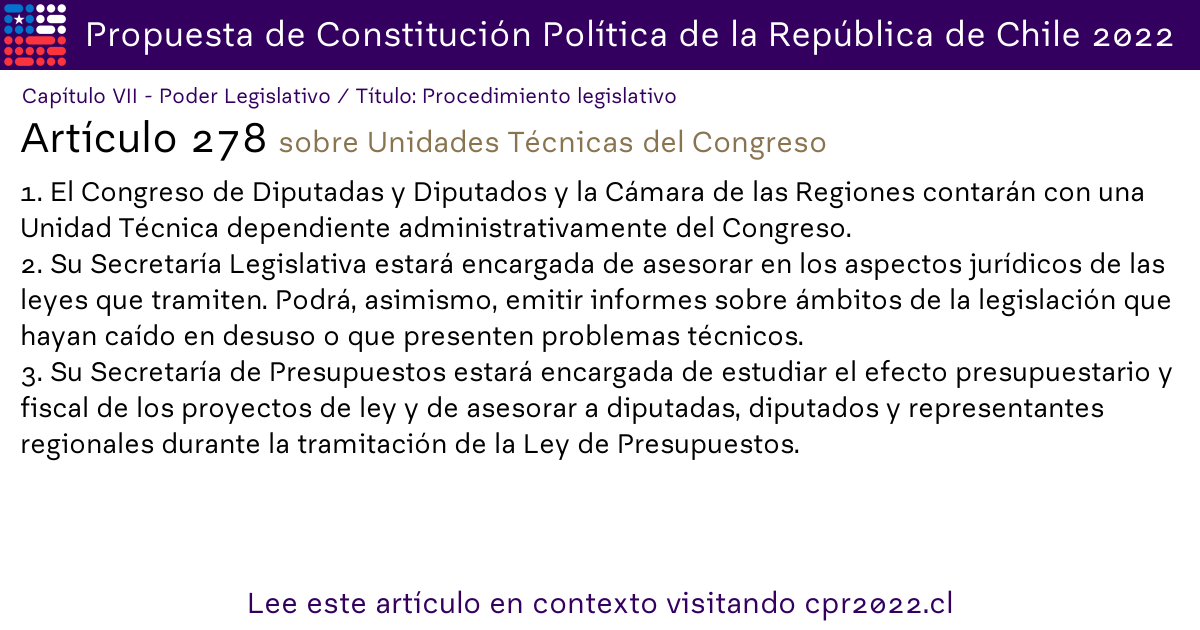 Propuesta de Constitución Política de la República de Chile 2022
Capítulo VII - Poder Legislativo / Título: Procedimiento legislativo
Artículo 278 sobre Unidades Técnicas del Congreso
1. El Congreso de Diputadas y Diputados y la Cámara de las Regiones contarán con una
Unidad Técnica dependiente administrativamente del Congreso.
2. Su Secretaría Legislativa estará encargada de asesorar en los aspectos jurídicos de las
leyes que tramiten. Podrá, asimismo, emitir informes sobre ámbitos de la legislación que
hayan caído en desuso o que presenten problemas técnicos.
3. Su Secretaría de Presupuestos estará encargada de estudiar el efecto presupuestario y
fiscal de los proyectos de ley y de asesorar a diputadas, diputados y representantes
regionales durante la tramitación de la Ley de Presupuestos.
Lee este artículo en contexto visitando cpr2022.cl